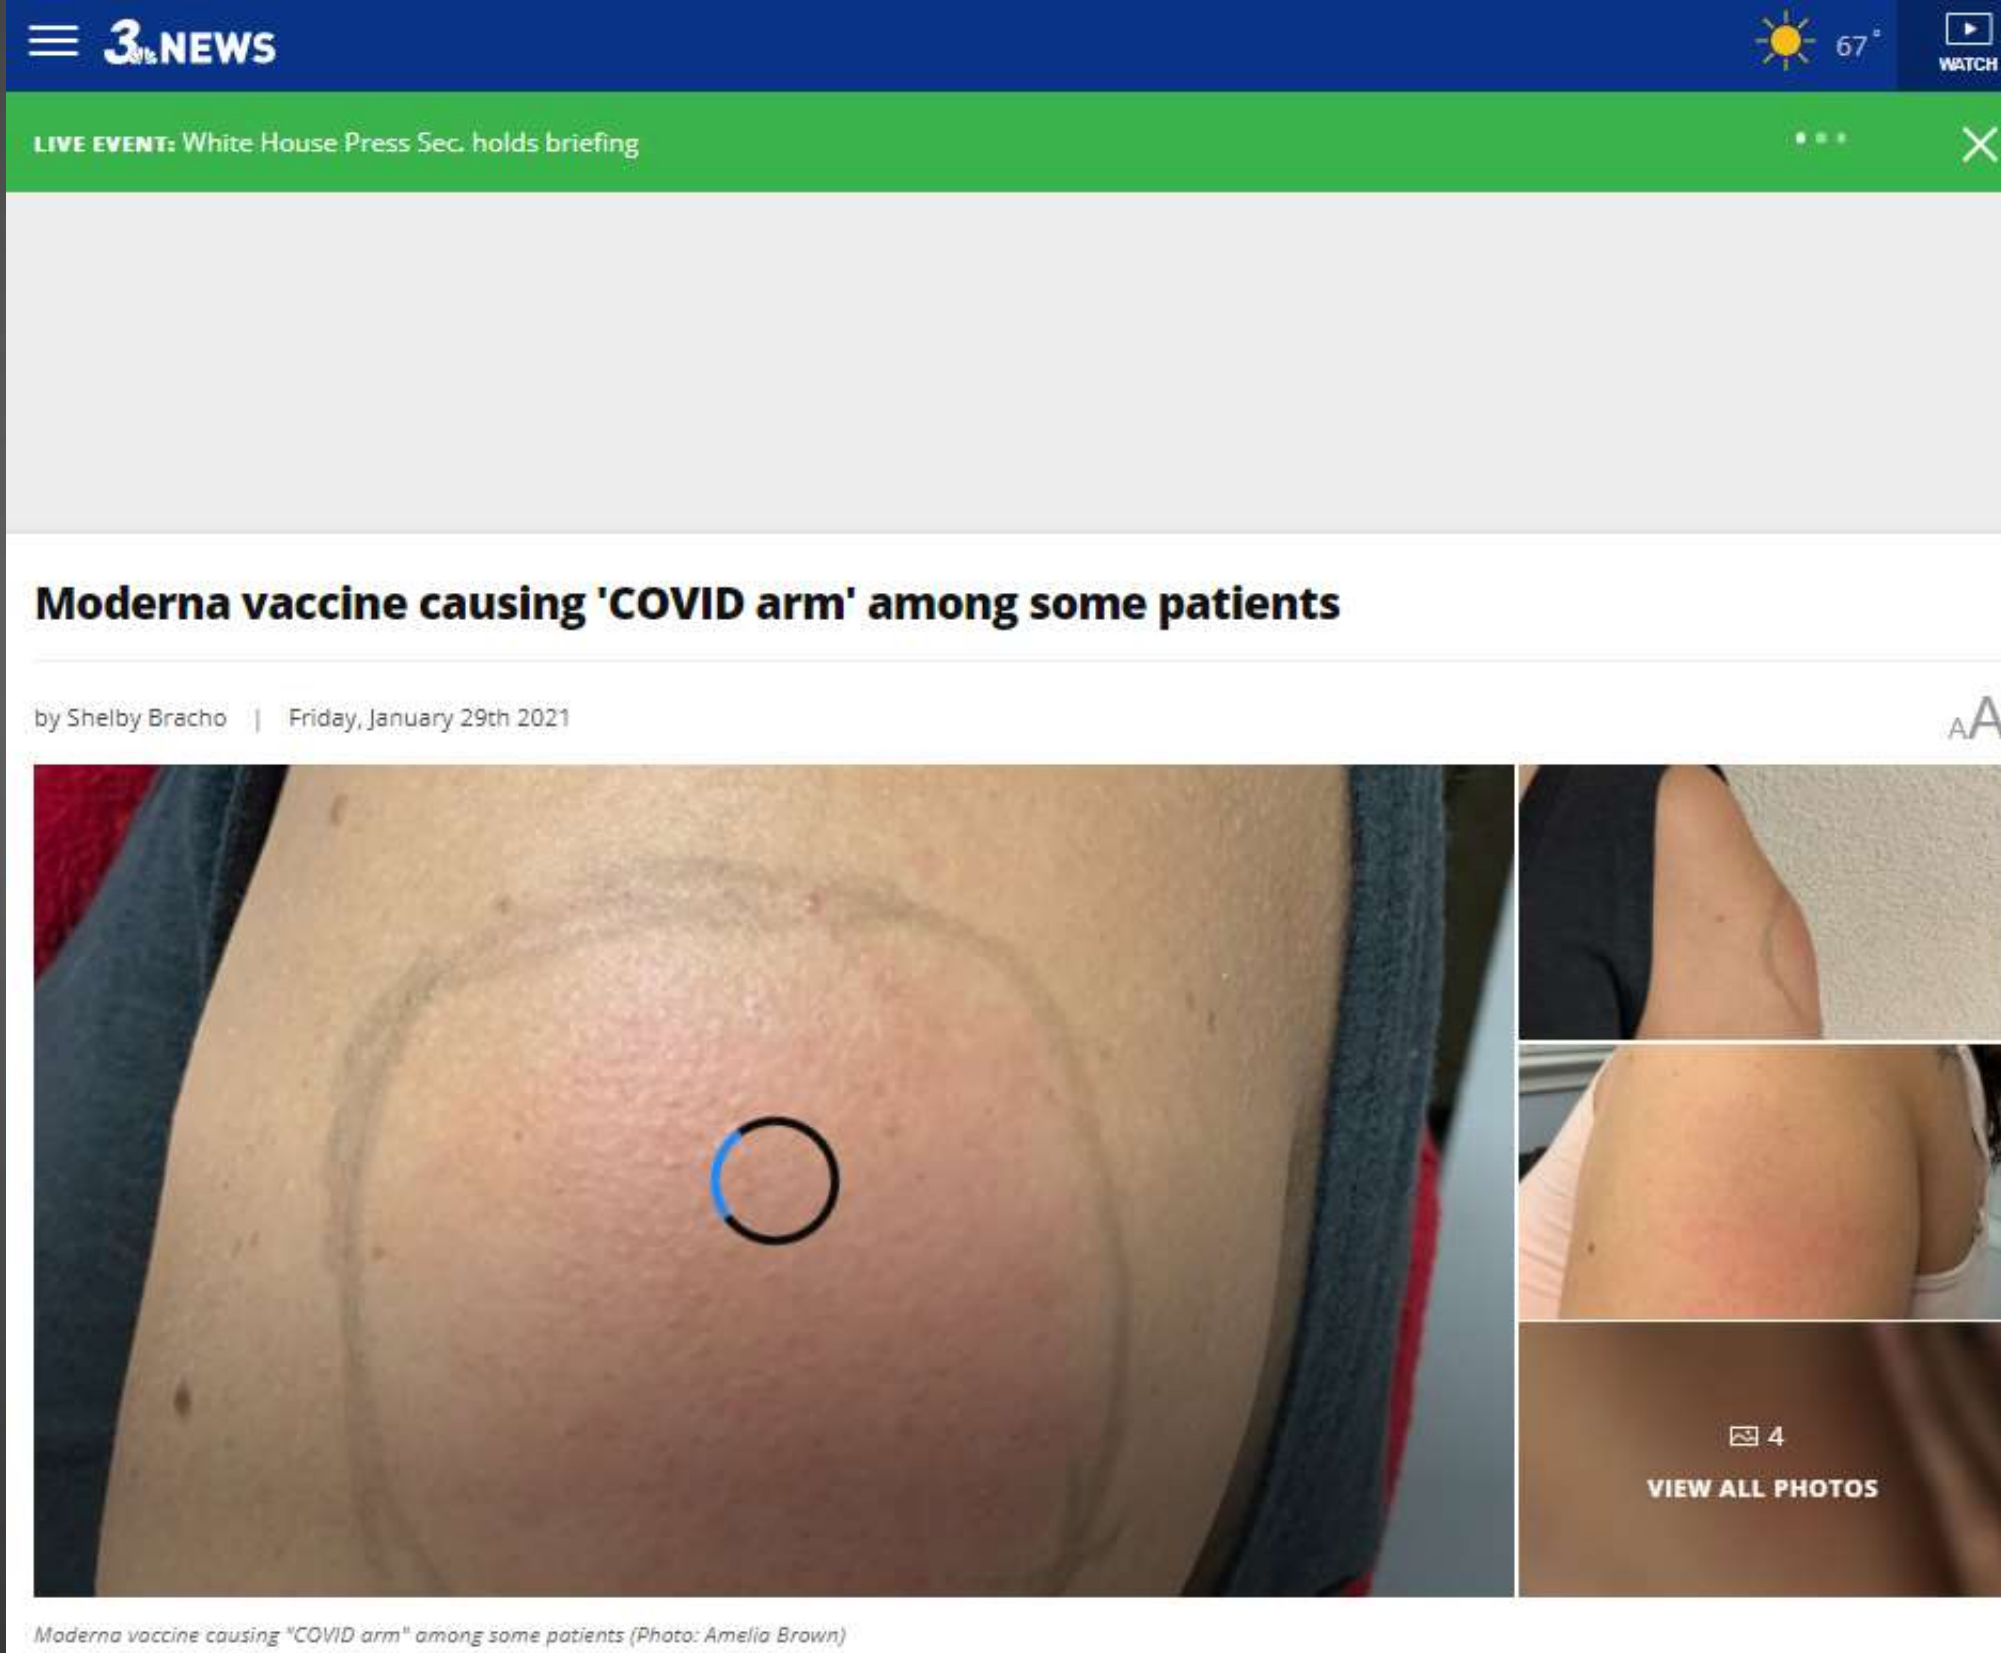 3 NEWS
67°
WATCH
LIVE EVENT: White House Press Sec. holds briefing
Moderna vaccine causing 'COVID arm' among some patients
by Shelby Bracho | Friday, January 29th 2021
AA
4
VIEW ALL PHOTOS
Moderna vaccine causing "COVID arm" among some patients (Photo: Amelia Brown)